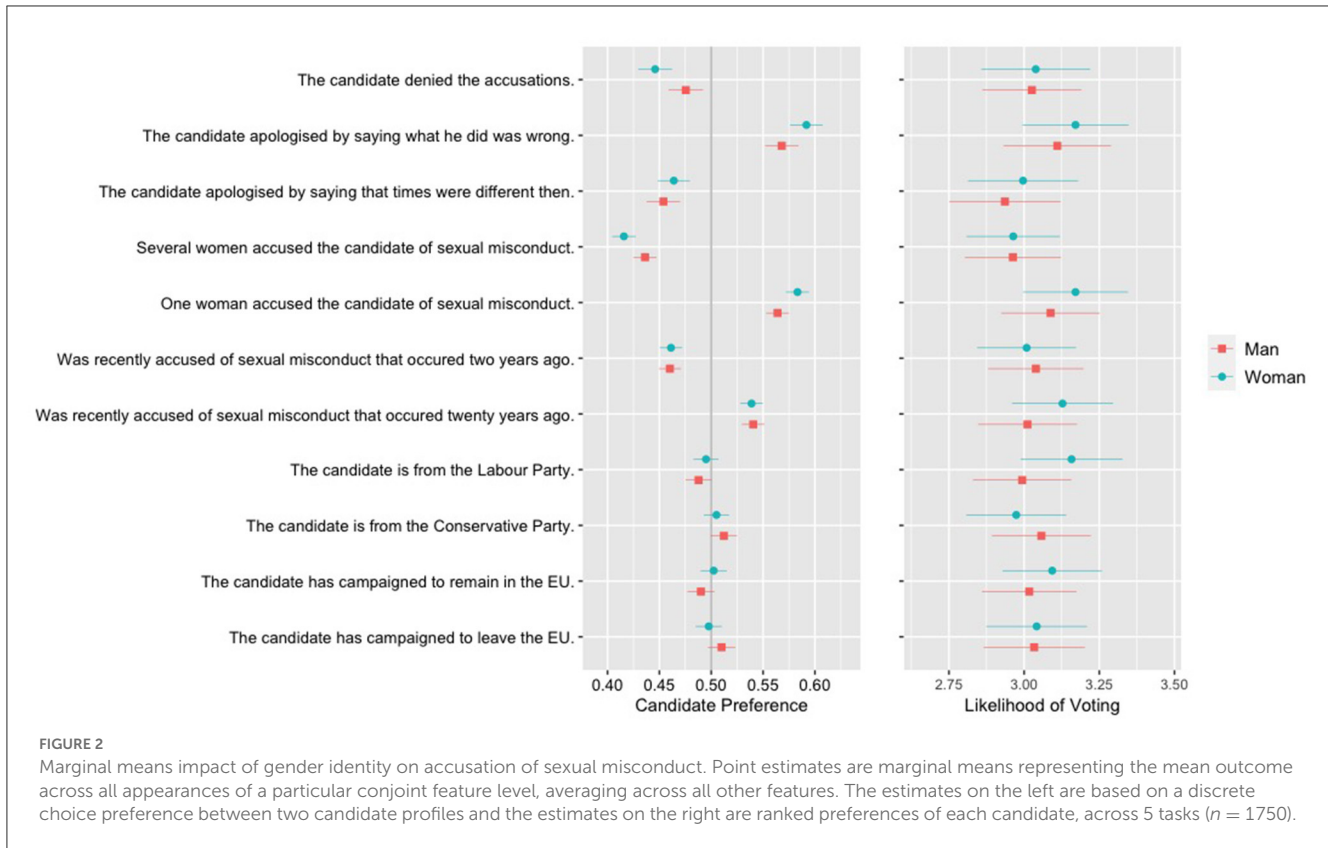 The candidate denied the accusations.
The candidate apologised by saying what he did was wrong.
The candidate apologised by saying that times were different then.
Several women accused the candidate of sexual misconduct.
One woman accused the candidate of sexual misconduct.
Was recently accused of sexual misconduct that occured two years ago.
Was recently accused of sexual misconduct that occured twenty years ago.
The candidate is from the Labour Party.
The candidate is from the Conservative Party.
The candidate has campaigned to remain in the EU.
The candidate has campaigned to leave the EU.
0.40 0.45 0.50 0.55 0.60
Candidate Preference
2.75 3.00 3.25 3.50
Likelihood of Voting
Man
Woman
FIGURE 2
Marginal means impact of gender identity on accusation of sexual misconduct. Point estimates are marginal means representing the mean outcome
across all appearances of a particular conjoint feature level, averaging across all other features. The estimates on the left are based on a discrete
choice preference between two candidate profiles and the estimates on the right are ranked preferences of each candidate, across 5 tasks (n = 1750).